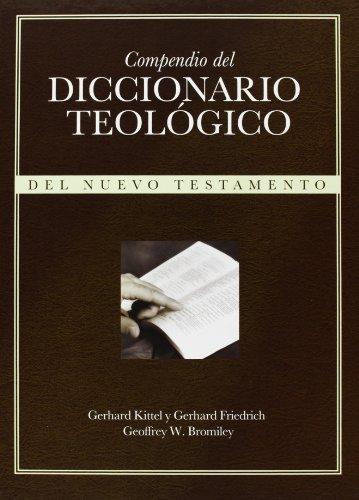 Compendio del
DICCIONARIO
TEOLÓGICO
DEL NUEVO TESTAMENTO
Gerhard Kittel y Gerhard Friedrich
Geoffrey W. Bromiley